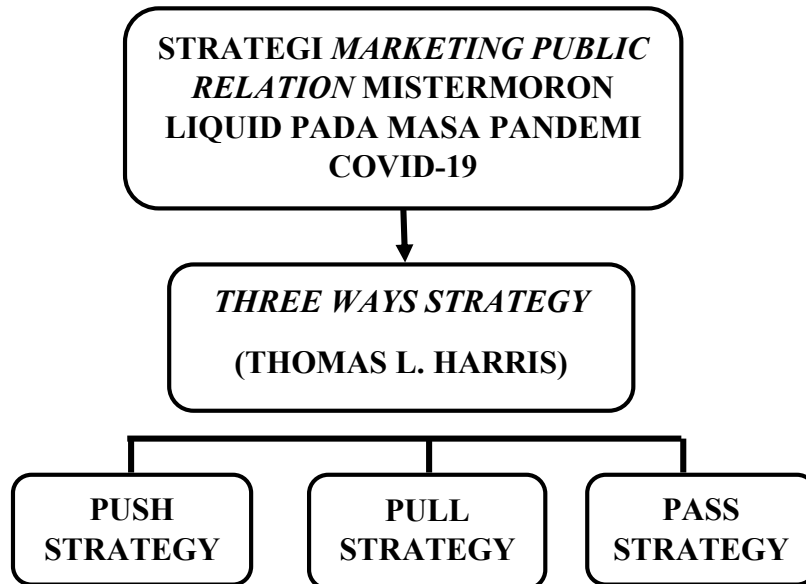 STRATEGI MARKETING PUBLIC
RELATION MISTERMORON
LIQUID PADA MASA PANDEMI
COVID-19
THREE WAYS STRATEGY
(THOMAS L. HARRIS)
PUSH
STRATEGY
PULL
STRATEGY
PASS
STRATEGY